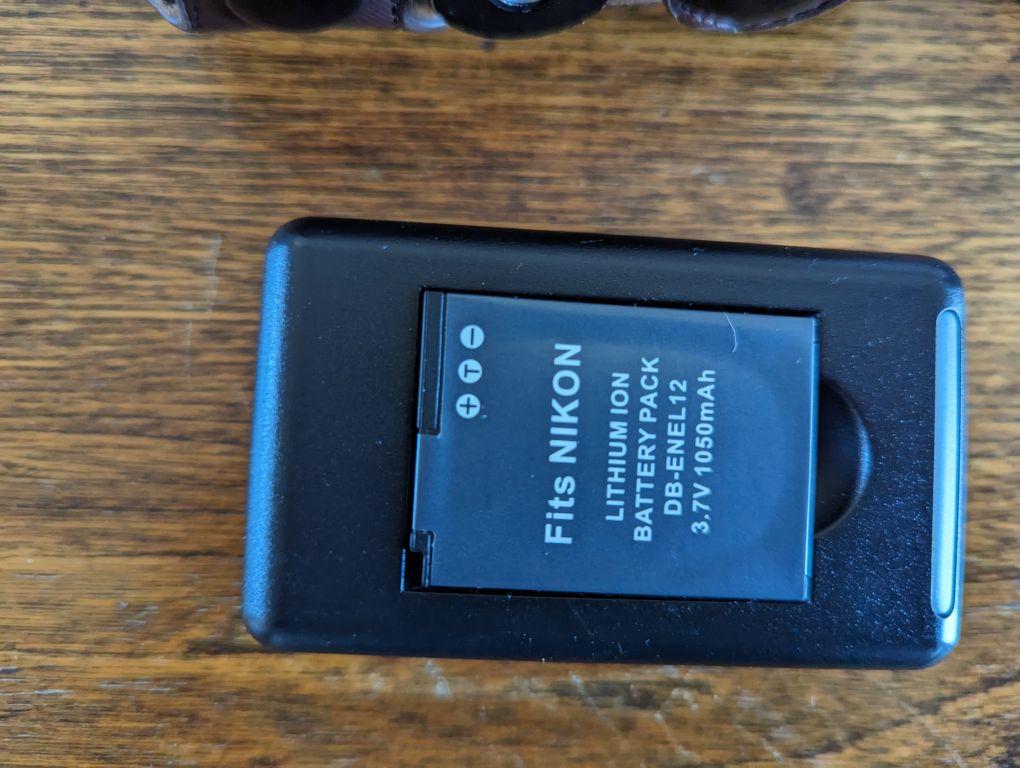 ⊕ T ⊖
Fits NIKON
LITHIUM ION
BATTERY PACK
DB-ENEL12
3.7V 1050mAh